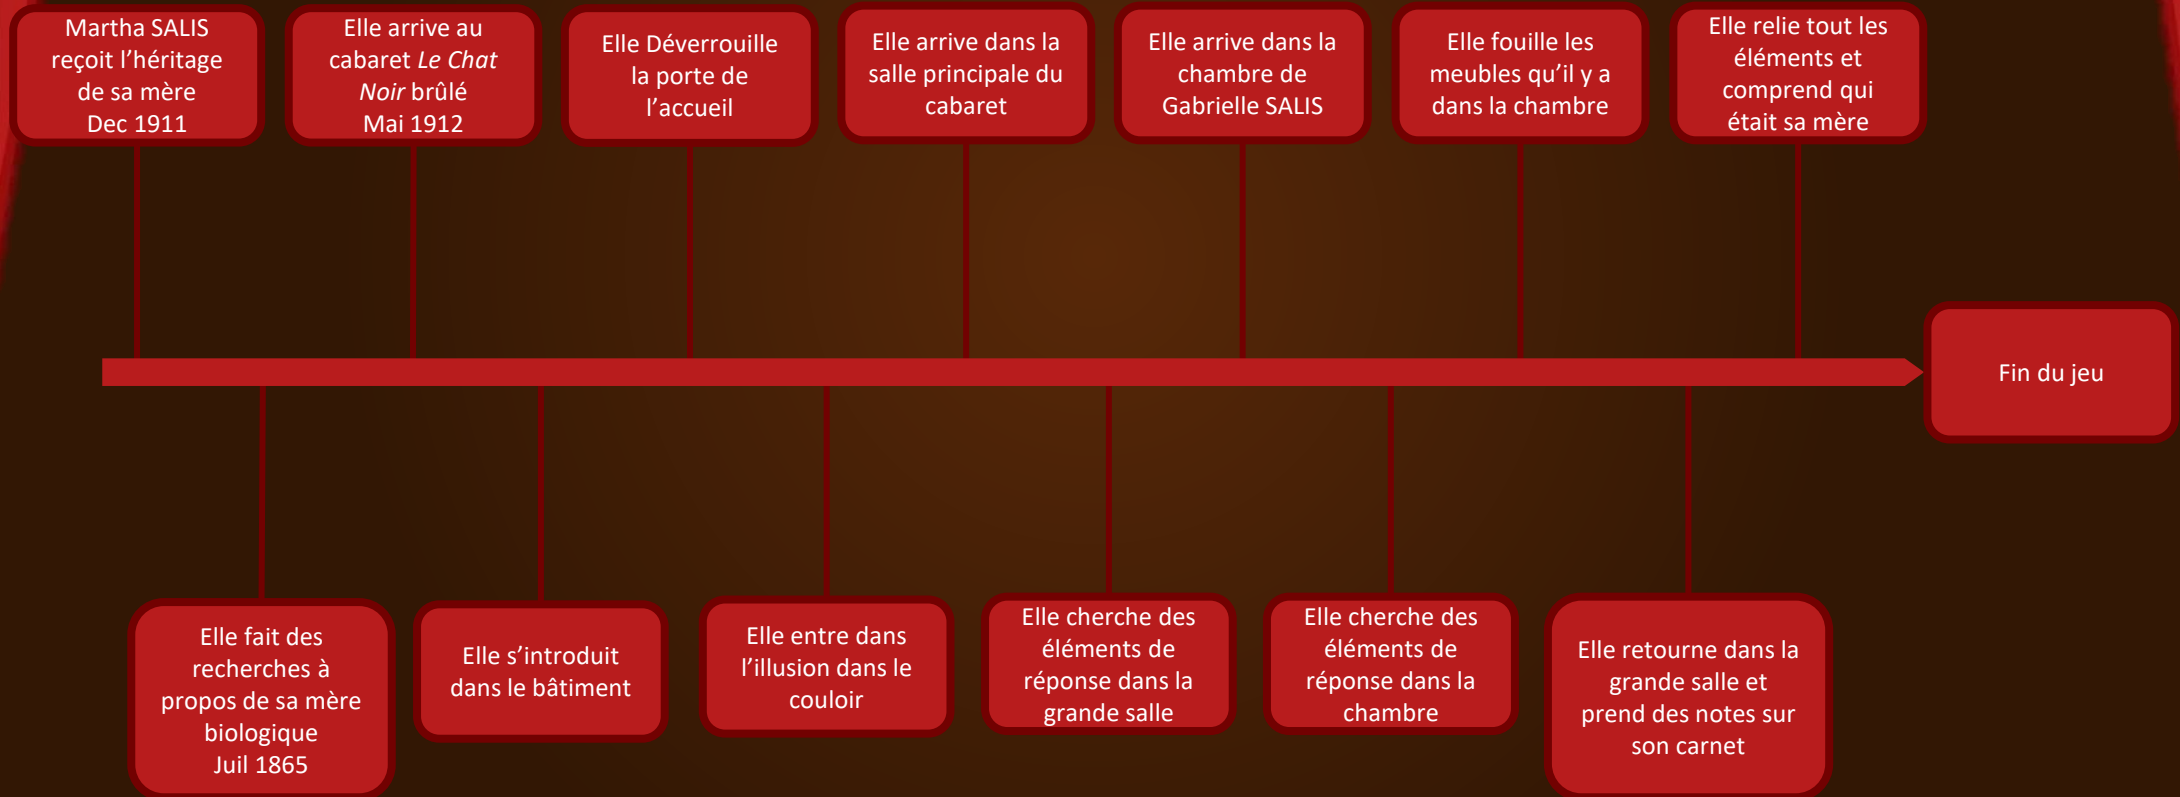 Martha SALIS
reçoit l’héritage
de sa mère
Dec 1911
Elle arrive au
cabaret Le Chat
Noir brûlé
Mai 1912
Elle Déverrouille
la porte de
l’accueil
Elle arrive dans la
salle principale du
cabaret
Elle arrive dans la
chambre de
Gabrielle SALIS
Elle fouille les
meubles qu’il y a
dans la chambre
Elle relie tout les
éléments et
comprend qui
était sa mère
Fin du jeu
Elle fait des
recherches à
propos de sa mère
biologique
Juil 1865
Elle s’introduit
dans le bâtiment
Elle entre dans
l’illusion dans le
couloir
Elle cherche des
éléments de
réponse dans la
grande salle
Elle cherche des
éléments de
réponse dans la
chambre
Elle retourne dans la
grande salle et
prend des notes sur
son carnet